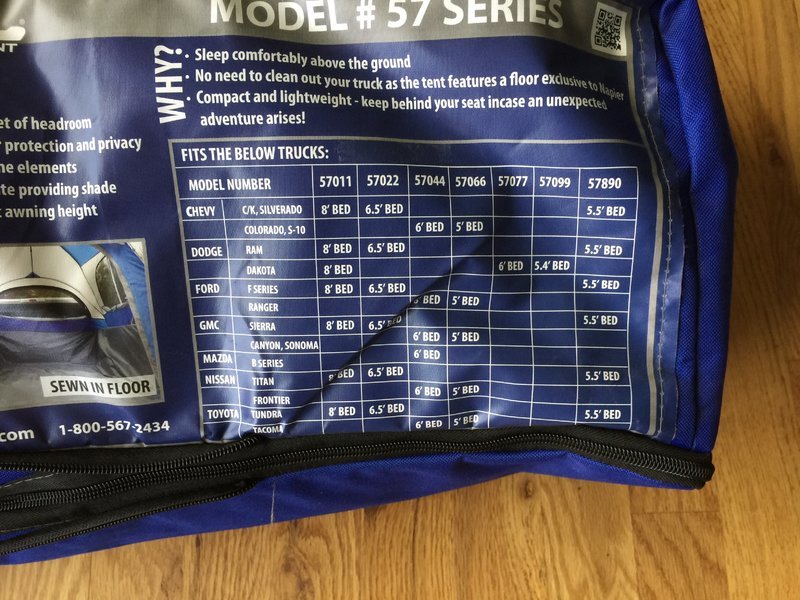 MODEL # 57 SERIES
NT
WHY?
· Sleep comfortably above the ground
· No need to clean out your truck as the tent features a floor exclusive to Napier
· Compact and lightweight - keep behind your seat incase an unexpected
adventure arises!
et of headroom
protection and privacy
elements
te providing shade
awning height
SEWN IN FLOOR
.com 1-800-567-2434
FITS THE BELOW TRUCKS:
MODEL NUMBER 57011 57022 57044 57066 57077 57099 57890
CHEVY C/K, SILVERADO 8' BED 6.5' BED 5.5' BED
COLORADO, S-10 6' BED 5' BED
DODGE RAM 8' BED 6.5' BED 5.5' BED
DAKOTA 8' BED 6' BED 5.4' BED
FORD F SERIES 8' BED 6.5' BED 5.5' BED
RANGER 6' BED 5' BED
GMC SIERRA 8' BED 6.5' BED 5.5' BED
CANYON, SONOMA 6' BED 5' BED
MAZDA B SERIES 6' BED
NISSAN TITAN 8' BED 6.5' BED 5.5' BED
FRONTIER 6' BED 5' BED
TOYOTA TUNDRA 8' BED 6.5' BED 5.5' BED
TACOMA 6' BED 5' BED